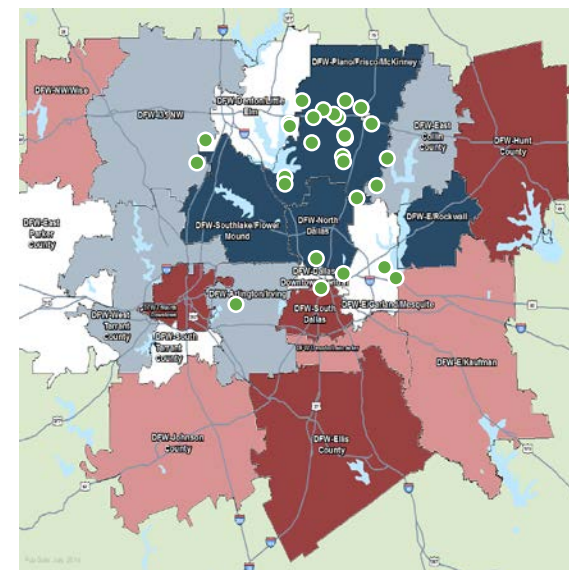 DFW-Plano/Frisco/McKinney
DFW-NW/Wise
DFW-Denton/Little
Elm
DFW-I35 NW
DFW-East
Collin
County
DFW-Hunt
County
DFW-East
Parker
County
DFW-Southlake/Flower
Mound
DFW-North
Dallas
DFW-E/Rockwall
DFW-Dallas
DFW-Arlington/Irving
DFW-E/Garland/Mesquite
DFW-West
Tarrant
County
DFW-South
Dallas
DFW-South
Tarrant
County
DFW-E/Kaufman
DFW-Johnson
County
DFW-Ellis
County